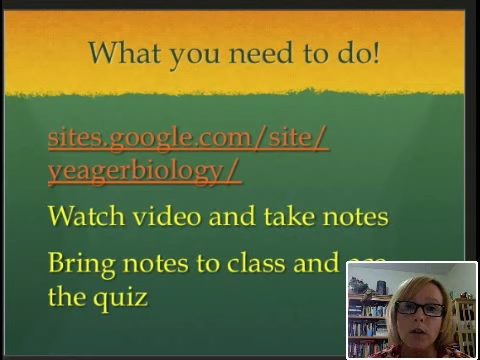 What you need to do!
sites.google.com/site/
yeagerbiology/
Watch video and take notes
Bring notes to class and
the quiz